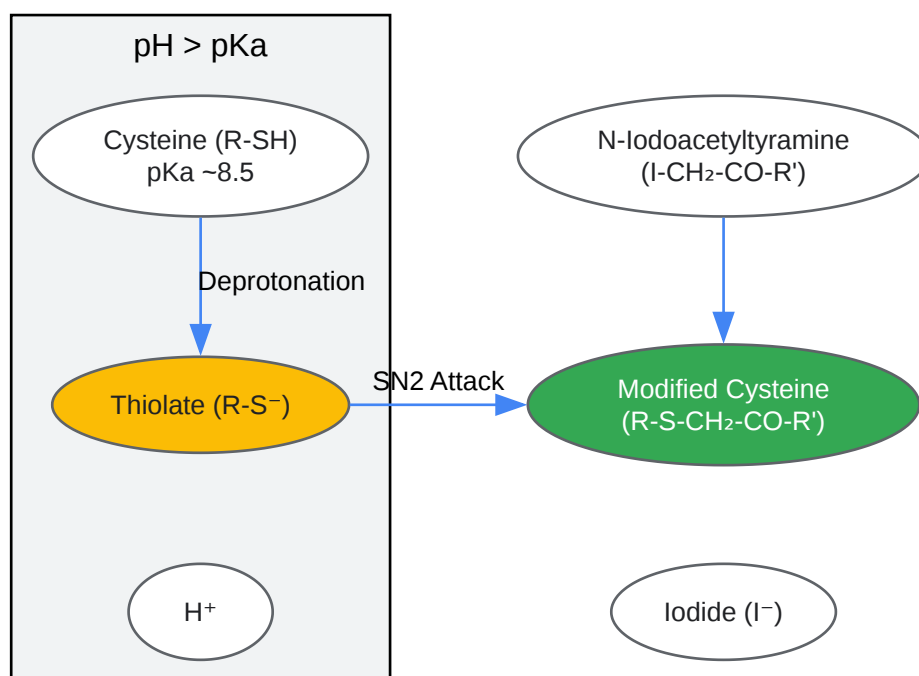 pH > pKa
Cysteine (R-SH)
pKa ~8.5
N-Iodoacetyltyramine
(I-CH₂-CO-R')
Deprotonation
Thiolate (R-S⁻)
SN2 Attack
Modified Cysteine
(R-S-CH₂-CO-R')
H⁺
Iodide (I⁻)